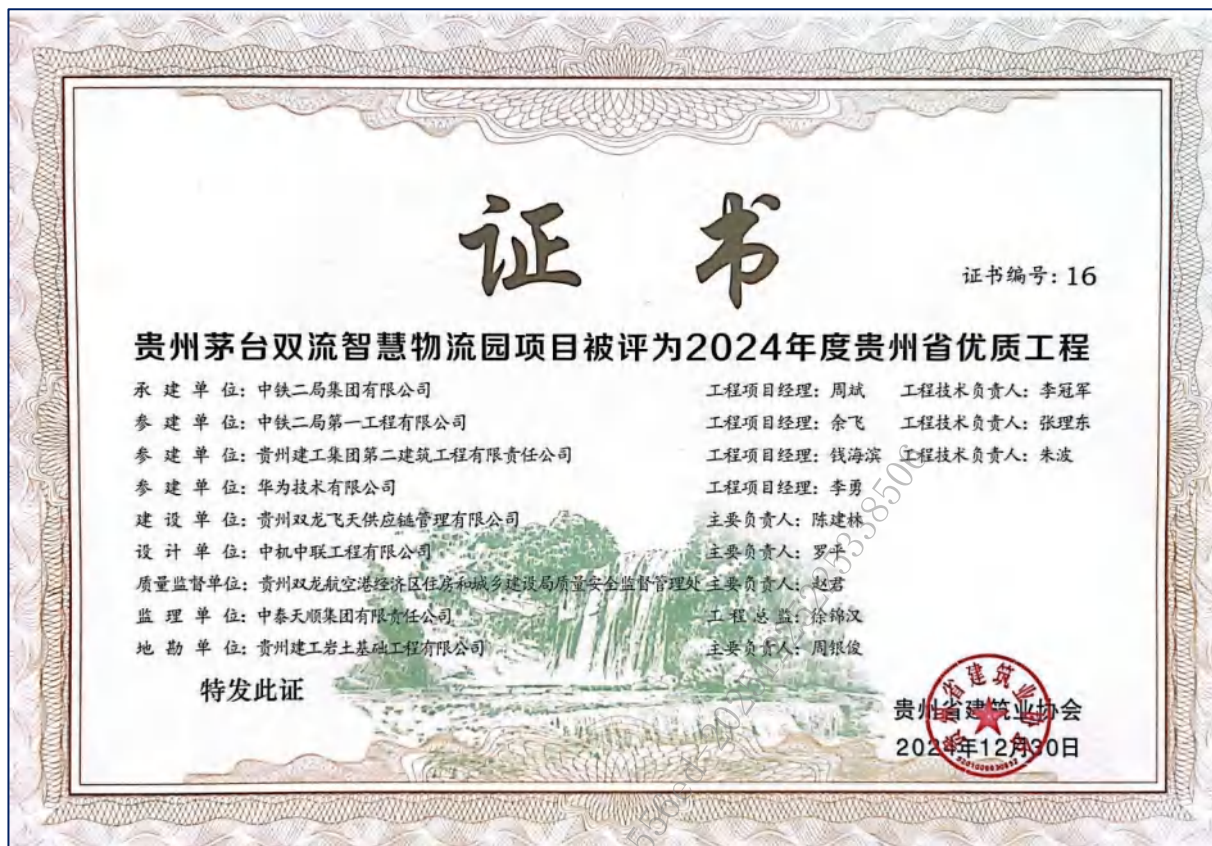 证 书
证书编号: 16
贵州茅台双流智慧物流园项目被评为2024年度贵州省优质工程
承建单位: 中铁二局集团有限公司 工程项目经理: 周斌 工程技术负责人: 李冠军
参建单位: 中铁二局第一工程有限公司 工程项目经理: 余飞 工程技术负责人: 张理东
参建单位: 贵州建工集团第二建筑工程有限责任公司 工程项目经理: 钱海滨 工程技术负责人: 朱波
参建单位: 华为技术有限公司 工程项目经理: 李勇
建设单位: 贵州双龙飞天供应链管理有限公司 主要负责人: 陈建林
设计单位: 中机中联工程有限公司 主要负责人: 罗平
质量监督单位: 贵州双龙航空港经济区住房和城乡建设局质量安全监督管理处 主要负责人: 赵君
监理单位: 中泰天顺集团有限责任公司 工程总监: 徐锦汉
地勘单位: 贵州建工岩土基础工程有限公司 主要负责人: 周银俊
特发此证
贵州省建筑业协会
2024年12月30日